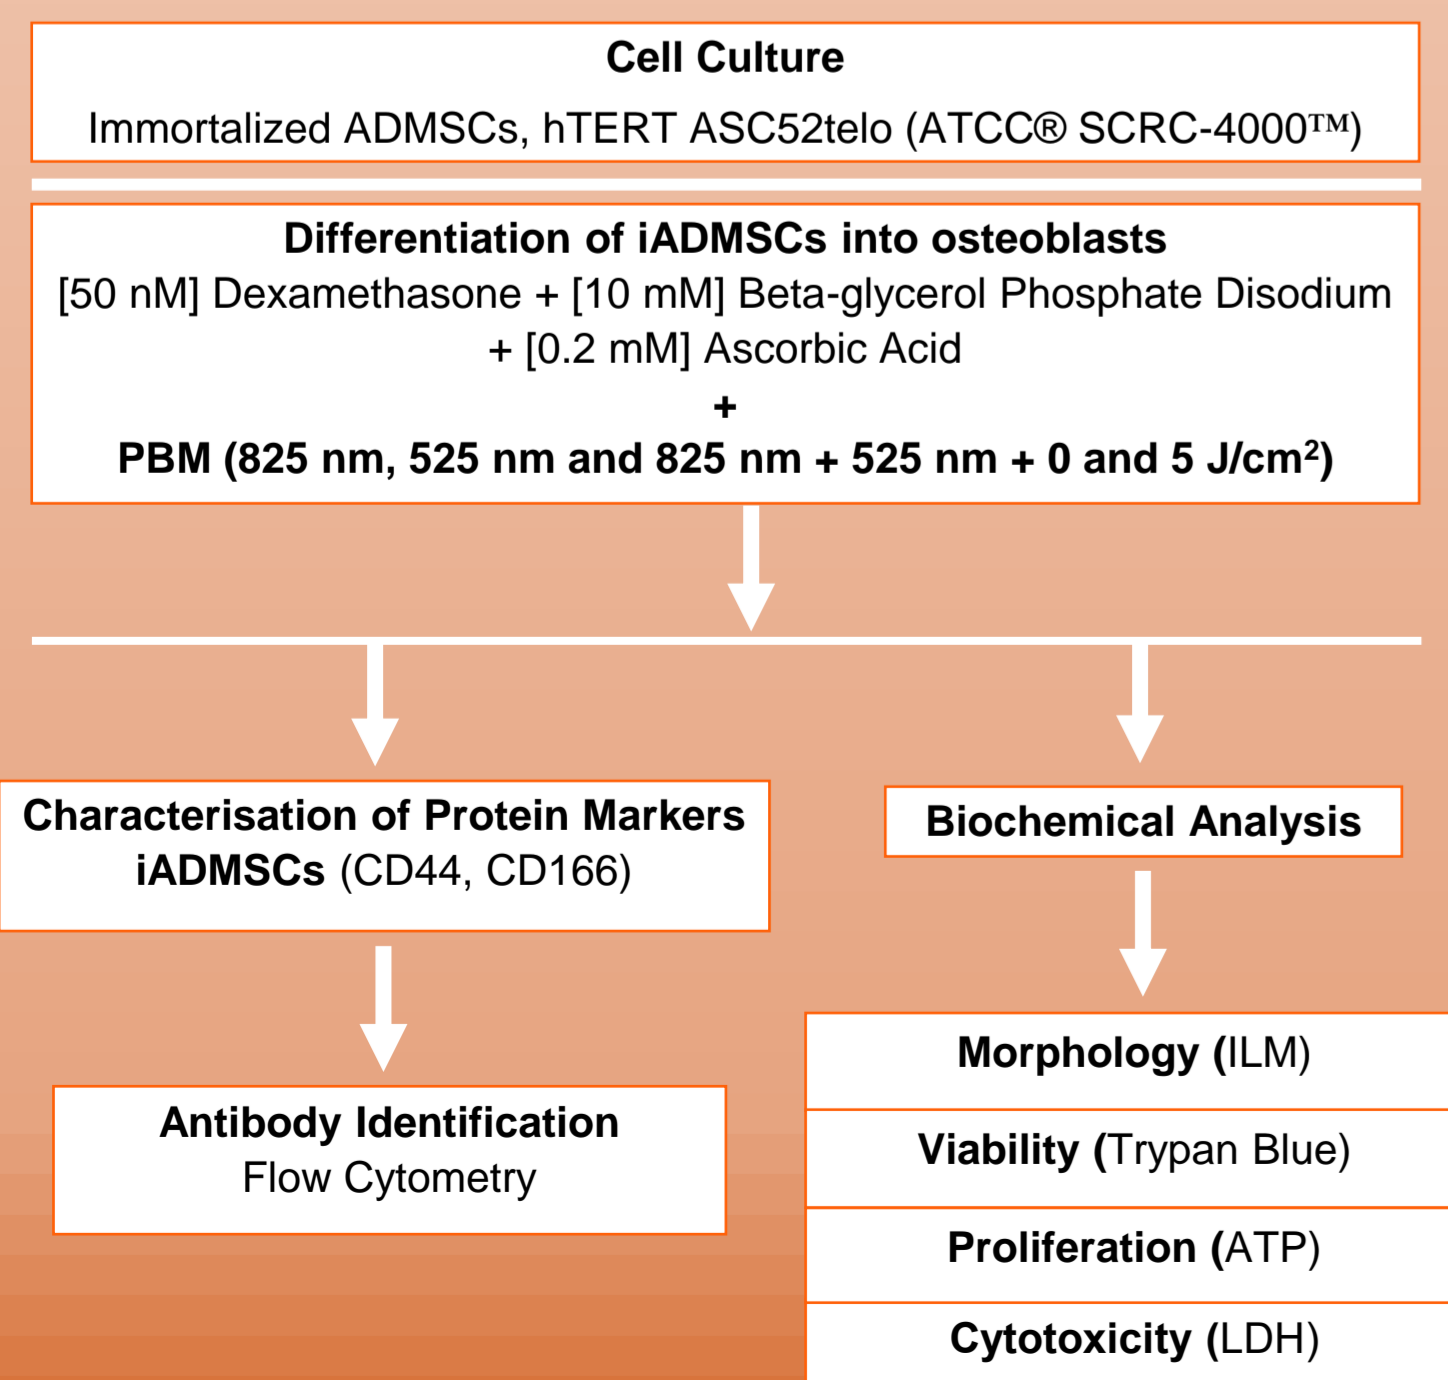 Cell Culture
Immortalized ADMSCs, hTERT ASC52telo (ATCC® SCRC-4000™)
Differentiation of iADMSCs into osteoblasts
[50 nM] Dexamethasone + [10 mM] Beta-glycerol Phosphate Disodium
+ [0.2 mM] Ascorbic Acid
+
PBM (825 nm, 525 nm and 825 nm + 525 nm + 0 and 5 J/cm²)
Characterisation of Protein Markers
iADMSCs (CD44, CD166)
Antibody Identification
Flow Cytometry
Biochemical Analysis
Morphology (ILM)
Viability (Trypan Blue)
Proliferation (ATP)
Cytotoxicity (LDH)